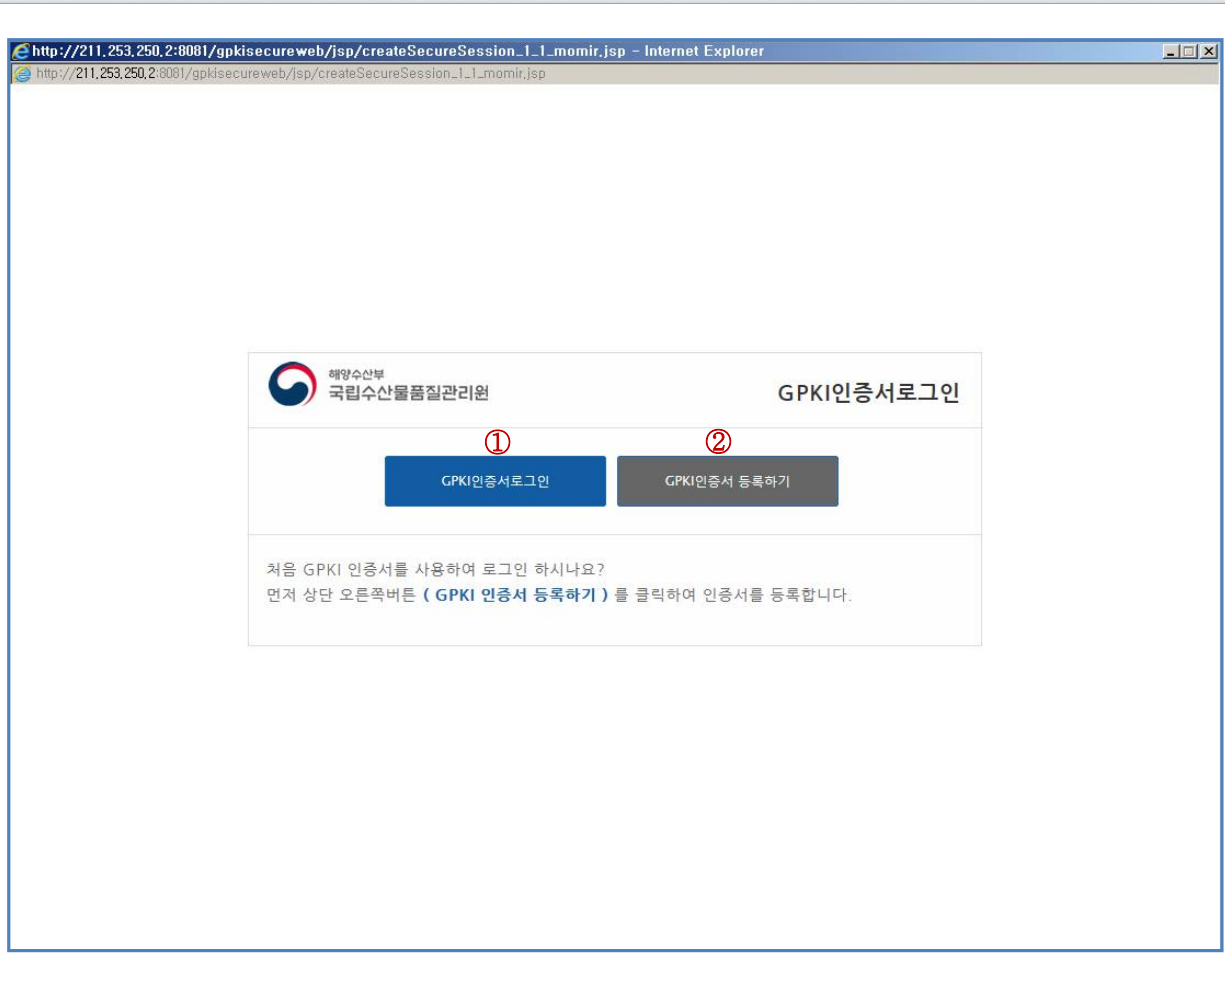 http://211.253.250.2:8081/gpkisecureweb/jsp/createSecureSession_1_1_momir.jsp - Internet Explorer
http://211.253.250.2:8081/gpkisecureweb/jsp/createSecureSession_1_1_momir.jsp
해양수산부
국립수산물품질관리원
GPKI인증서로그인
① ②
GPKI인증서로그인 GPKI인증서 등록하기
처음 GPKI 인증서를 사용하여 로그인 하시나요?
먼저 상단 오른쪽버튼 ( GPKI 인증서 등록하기 ) 를 클릭하여 인증서를 등록합니다.